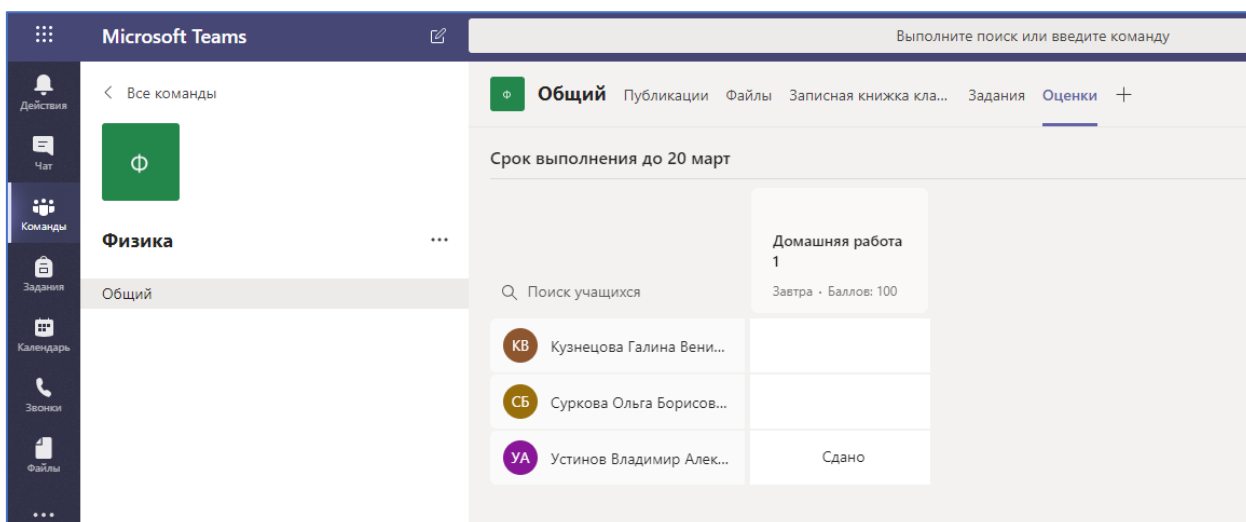 Microsoft Teams
Выполните поиск или введите команду
Действия
Чат
Команды
Задания
Календарь
Звонки
Файлы
Все команды
Ф
Физика
Общий
Ф
Общий Публикации Файлы Записная книжка кла... Задания Оценки
Срок выполнения до 20 март
Домашняя работа
1
Завтра • Баллов: 100
Поиск учащихся
КВ Кузнецова Галина Вени...
СБ Суркова Ольга Борисов...
УА Устинов Владимир Алек... Сдано